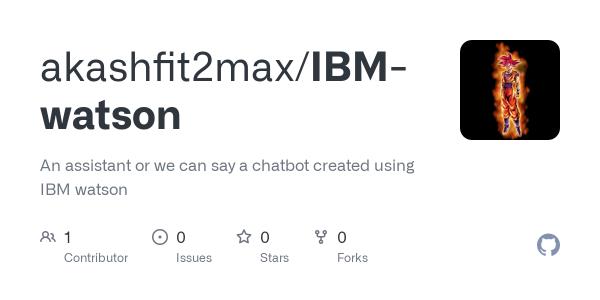 akashfit2max/IBM-
watson
An assistant or we can say a chatbot created using
IBM watson
1 0 0 0
Contributor Issues Stars Forks